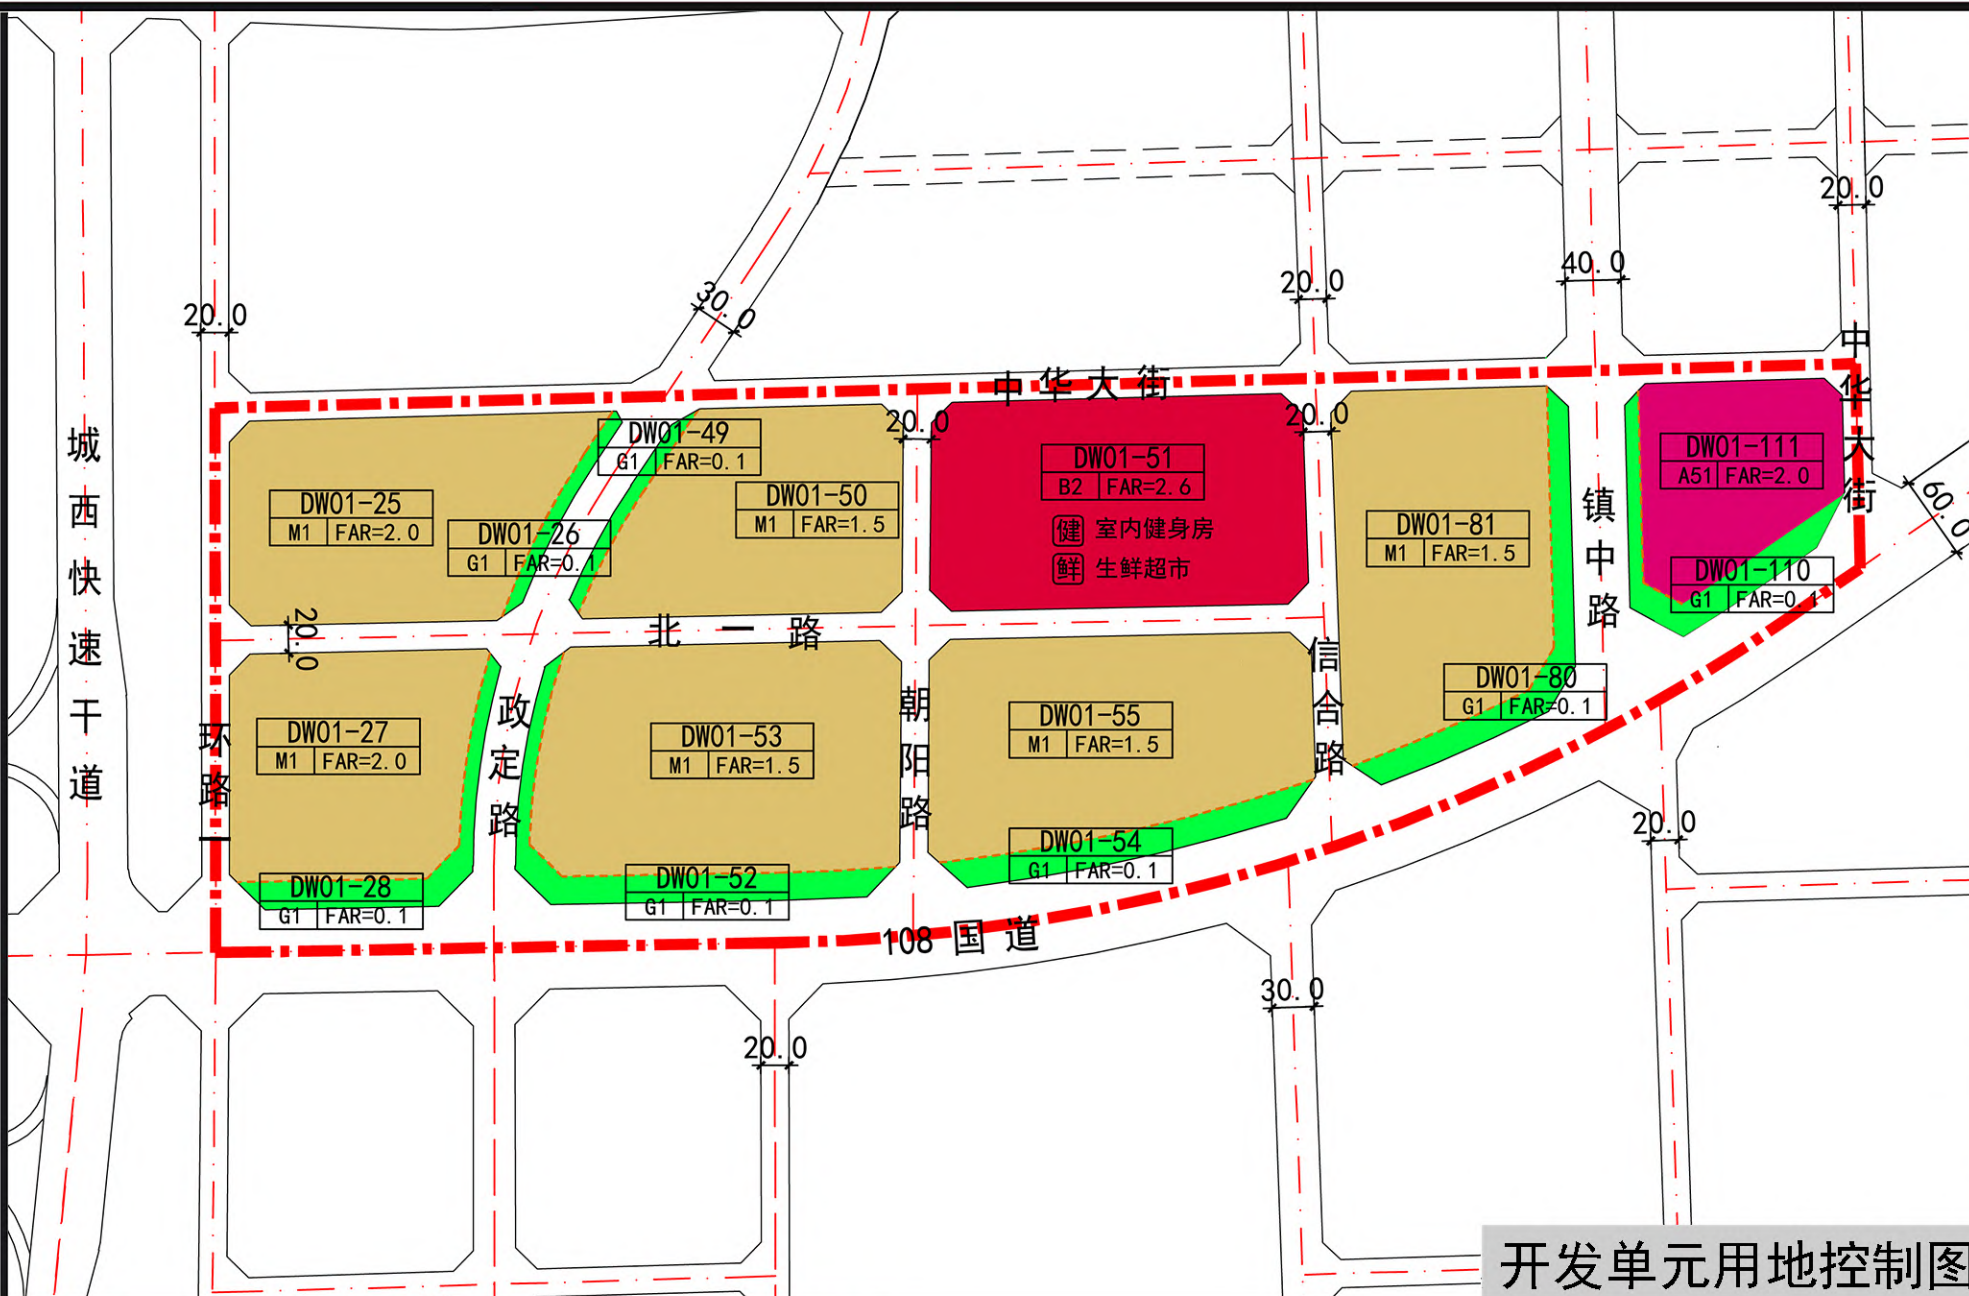 20.0
40.0
20.0
20.0
30.0
中华大街
中华大街
20.0
20.0
60.0
DW01-49
G1 FAR=0.1
DW01-111
A51 FAR=2.0
DW01-51
B2 FAR=2.6
健 室内健身房
鲜 生鲜超市
DW01-25
M1 FAR=2.0
DW01-50
M1 FAR=1.5
DW01-26
G1 FAR=0.1
DW01-81
M1 FAR=1.5
城西快速干道
镇中路
DW01-110
G1 FAR=0.1
20.0
北一路
信合路
DW01-80
G1 FAR=0.1
政定路
朝阳路
环路一
DW01-27
M1 FAR=2.0
DW01-53
M1 FAR=1.5
DW01-55
M1 FAR=1.5
20.0
DW01-54
G1 FAR=0.1
DW01-28
G1 FAR=0.1
DW01-52
G1 FAR=0.1
108国道
30.0
20.0
开发单元用地控制图